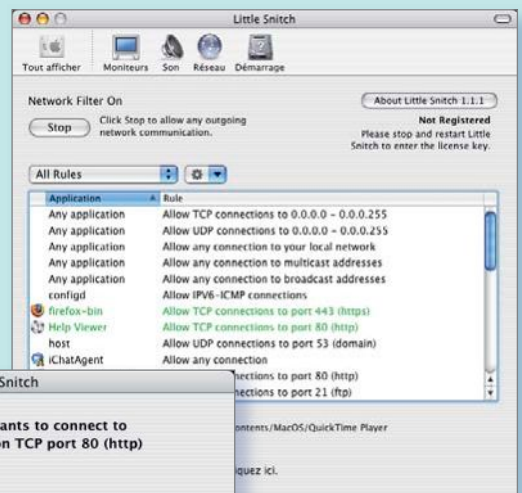 Little Snitch
Tout afficher Moniteurs Son Réseau Démarrage
Network Filter On
About Little Snitch 1.1.1
Stop
Click Stop to allow any outgoing
network communication.
Not Registered
Please stop and restart Little
Snitch to enter the license key.
All Rules
Application Rule
Any application Allow TCP connections to 0.0.0.0 - 0.0.0.255
Any application Allow UDP connections to 0.0.0.0 - 0.0.0.255
Any application Allow any connection to your local network
Any application Allow any connection to multicast addresses
Any application Allow any connection to broadcast addresses
configd Allow IPV6-ICMP connections
firefox-bin Allow TCP connections to port 443 (https)
Help Viewer Allow TCP connections to port 80 (http)
host Allow UDP connections to port 53 (domain)
iChatAgent Allow any connection
nections to port 80 (http)
nections to port 21 (ftp)
Snitch
ants to connect to
on TCP port 80 (http)
ontents/MacOS/QuickTime Player
iquez ici.